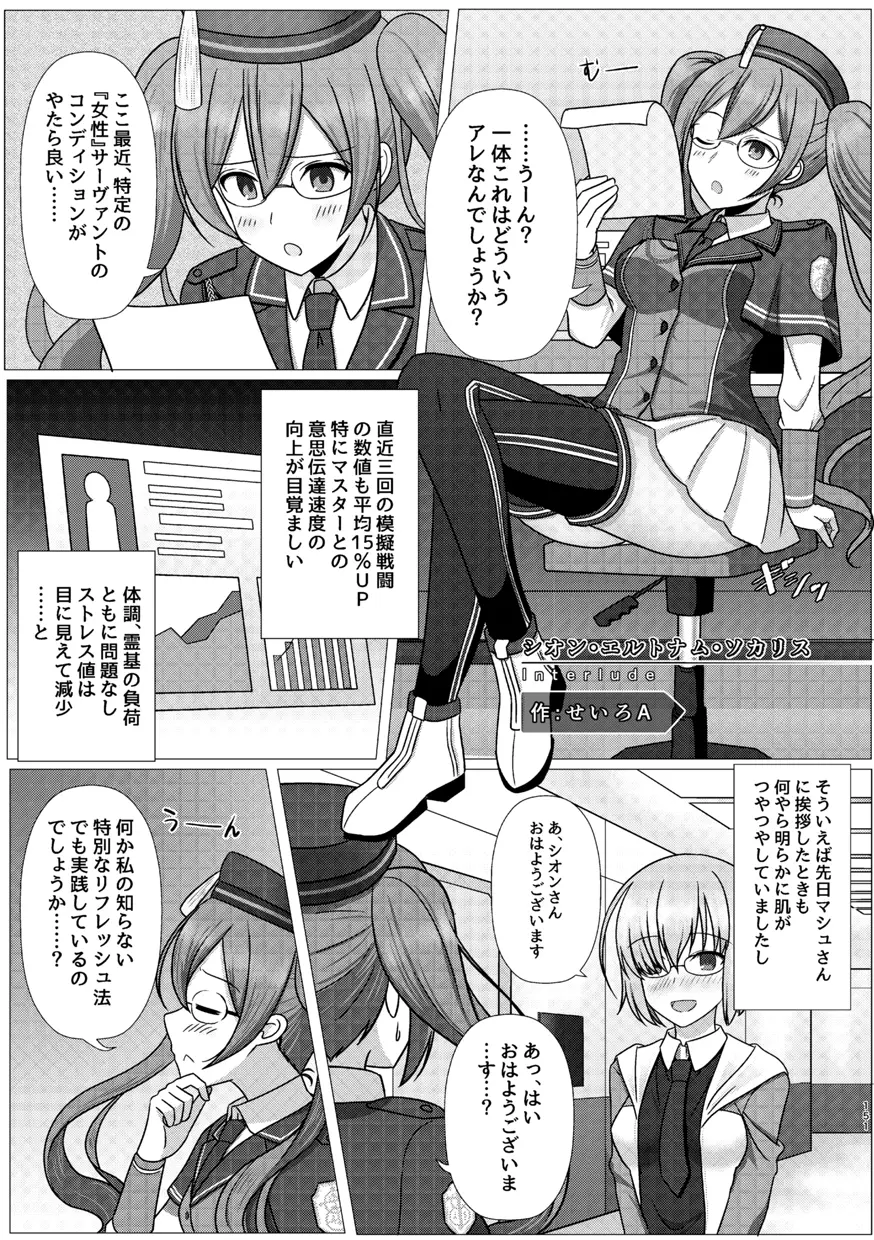 むーー
……うーん？
一体これはどういう
アレなんでしょうか？
ここ最近、特定の
『女性』サーヴァントの
コンディションが
やたら良い……
直近三回の模擬戦闘
の数値も平均15%UP
特にマスターとの
意思伝達速度の
向上が目覚ましい
ギシッ
体調、霊基の負荷
ともに問題なし
ストレス値は
目に見えて減少
……と
シオン・エルトナム・ソカリス
Interlude
作:せいろA
そういえば先日マシュさん
に挨拶したときも
何やら明らかに肌が
つやつやしていましたし
あ、シオンさん
おはようございます
あっ、はい
おはようございま
…す…？
うーーん
何か私の知らない
特別なリフレッシュ法
でも実践しているの
でしょうか……？
151